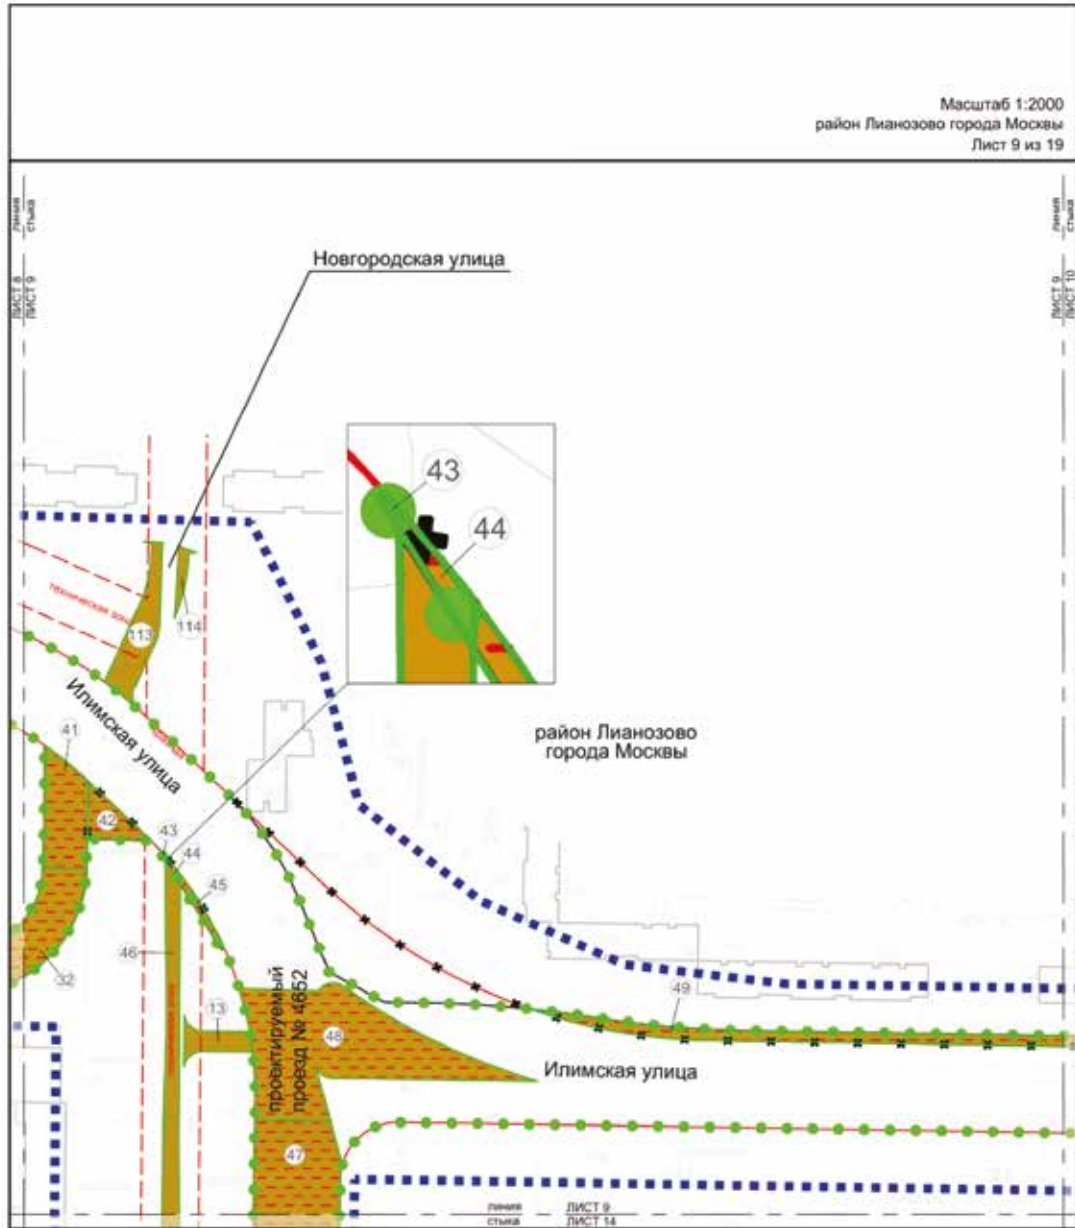 Масштаб 1:2000
район Лианозово города Москвы
Лист 9 из 19
линия
стыка
линия
стыка
ЛИСТ 8
ЛИСТ 9
ЛИСТ 9
ЛИСТ 10
Новгородская улица
43
44
техническая зона
113
114
Илимская улица
41
42
43
44
45
район Лианозово
города Москвы
46
32
13
проектируемый
проезд № 4652
48
49
Илимская улица
47
линия
стыка
ЛИСТ 9
ЛИСТ 14